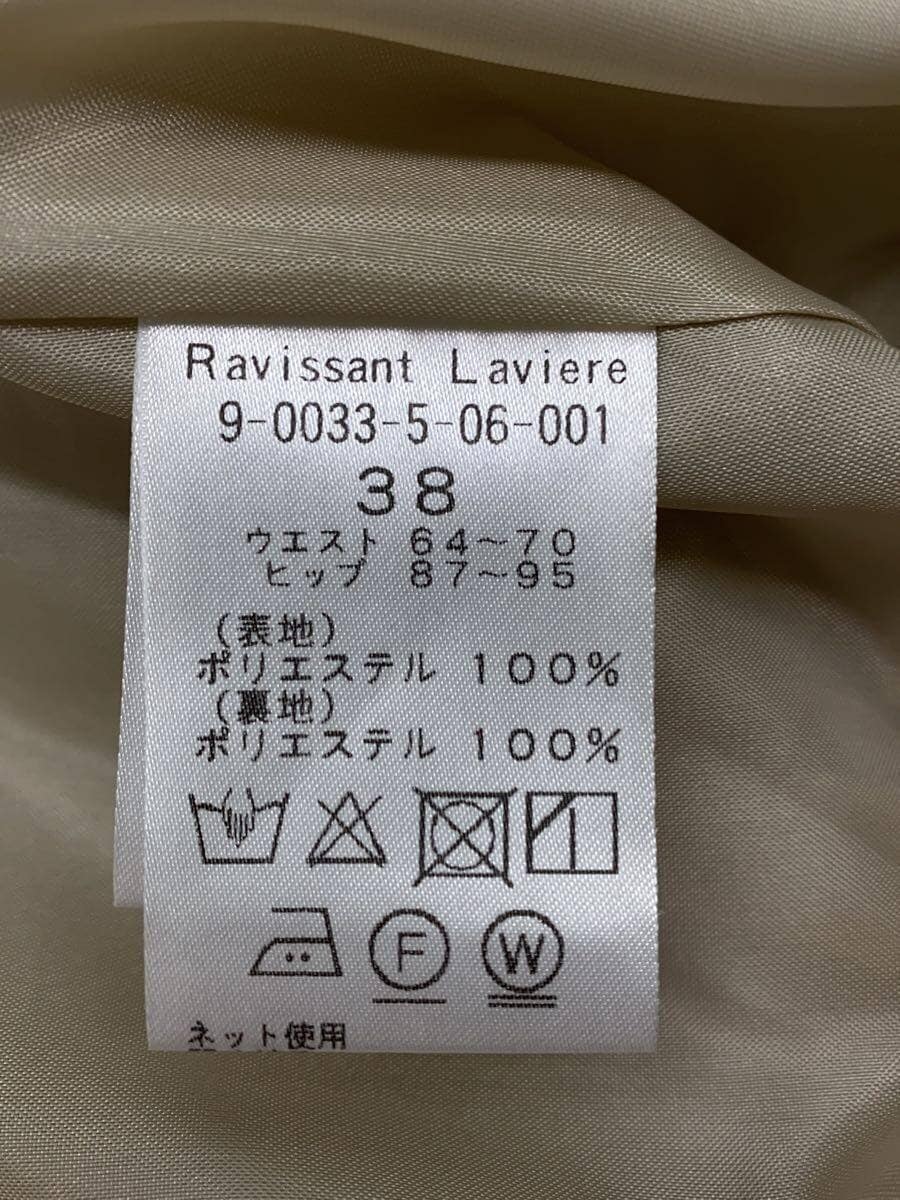 Ravissant Laviere
9-0033-5-06-001
38
ウエスト 64～70
ヒップ 87～95
（表地）
ポリエステル 100%
（裏地）
ポリエステル 100%
F W
ネット使用